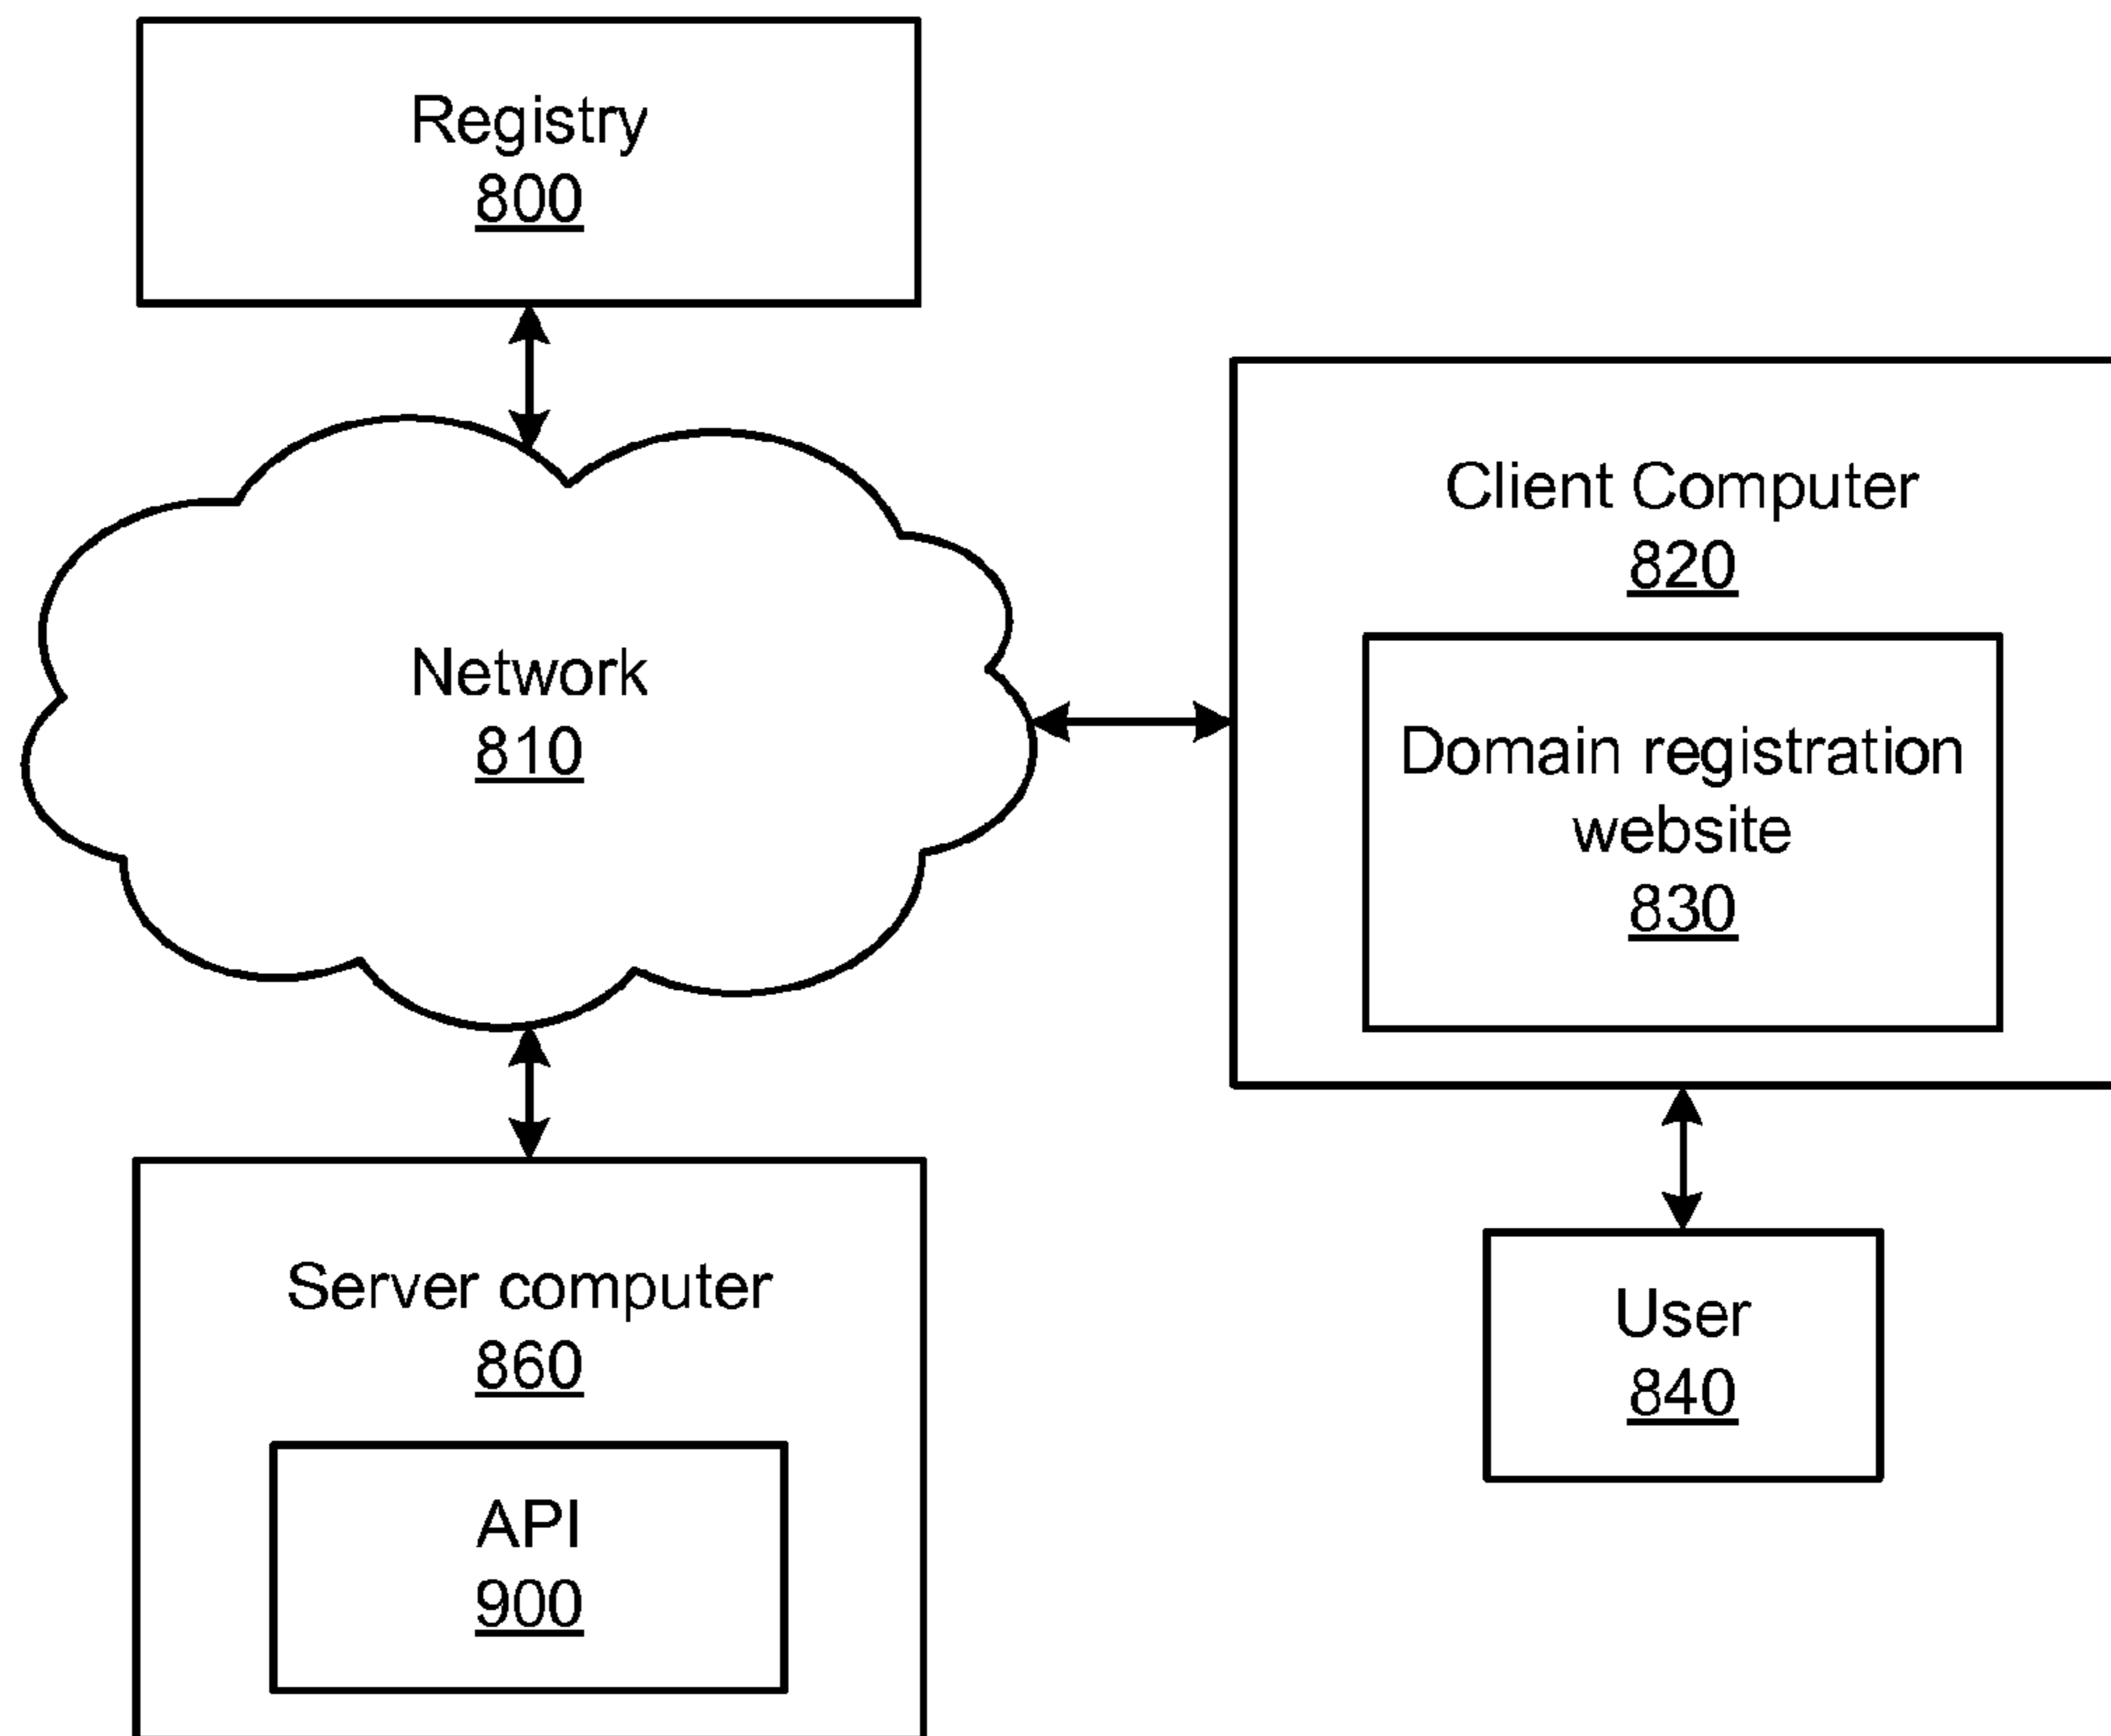 Registry
800
Network
810
Client Computer
820
Domain registration
website
830
Server computer
860
API
900
User
840